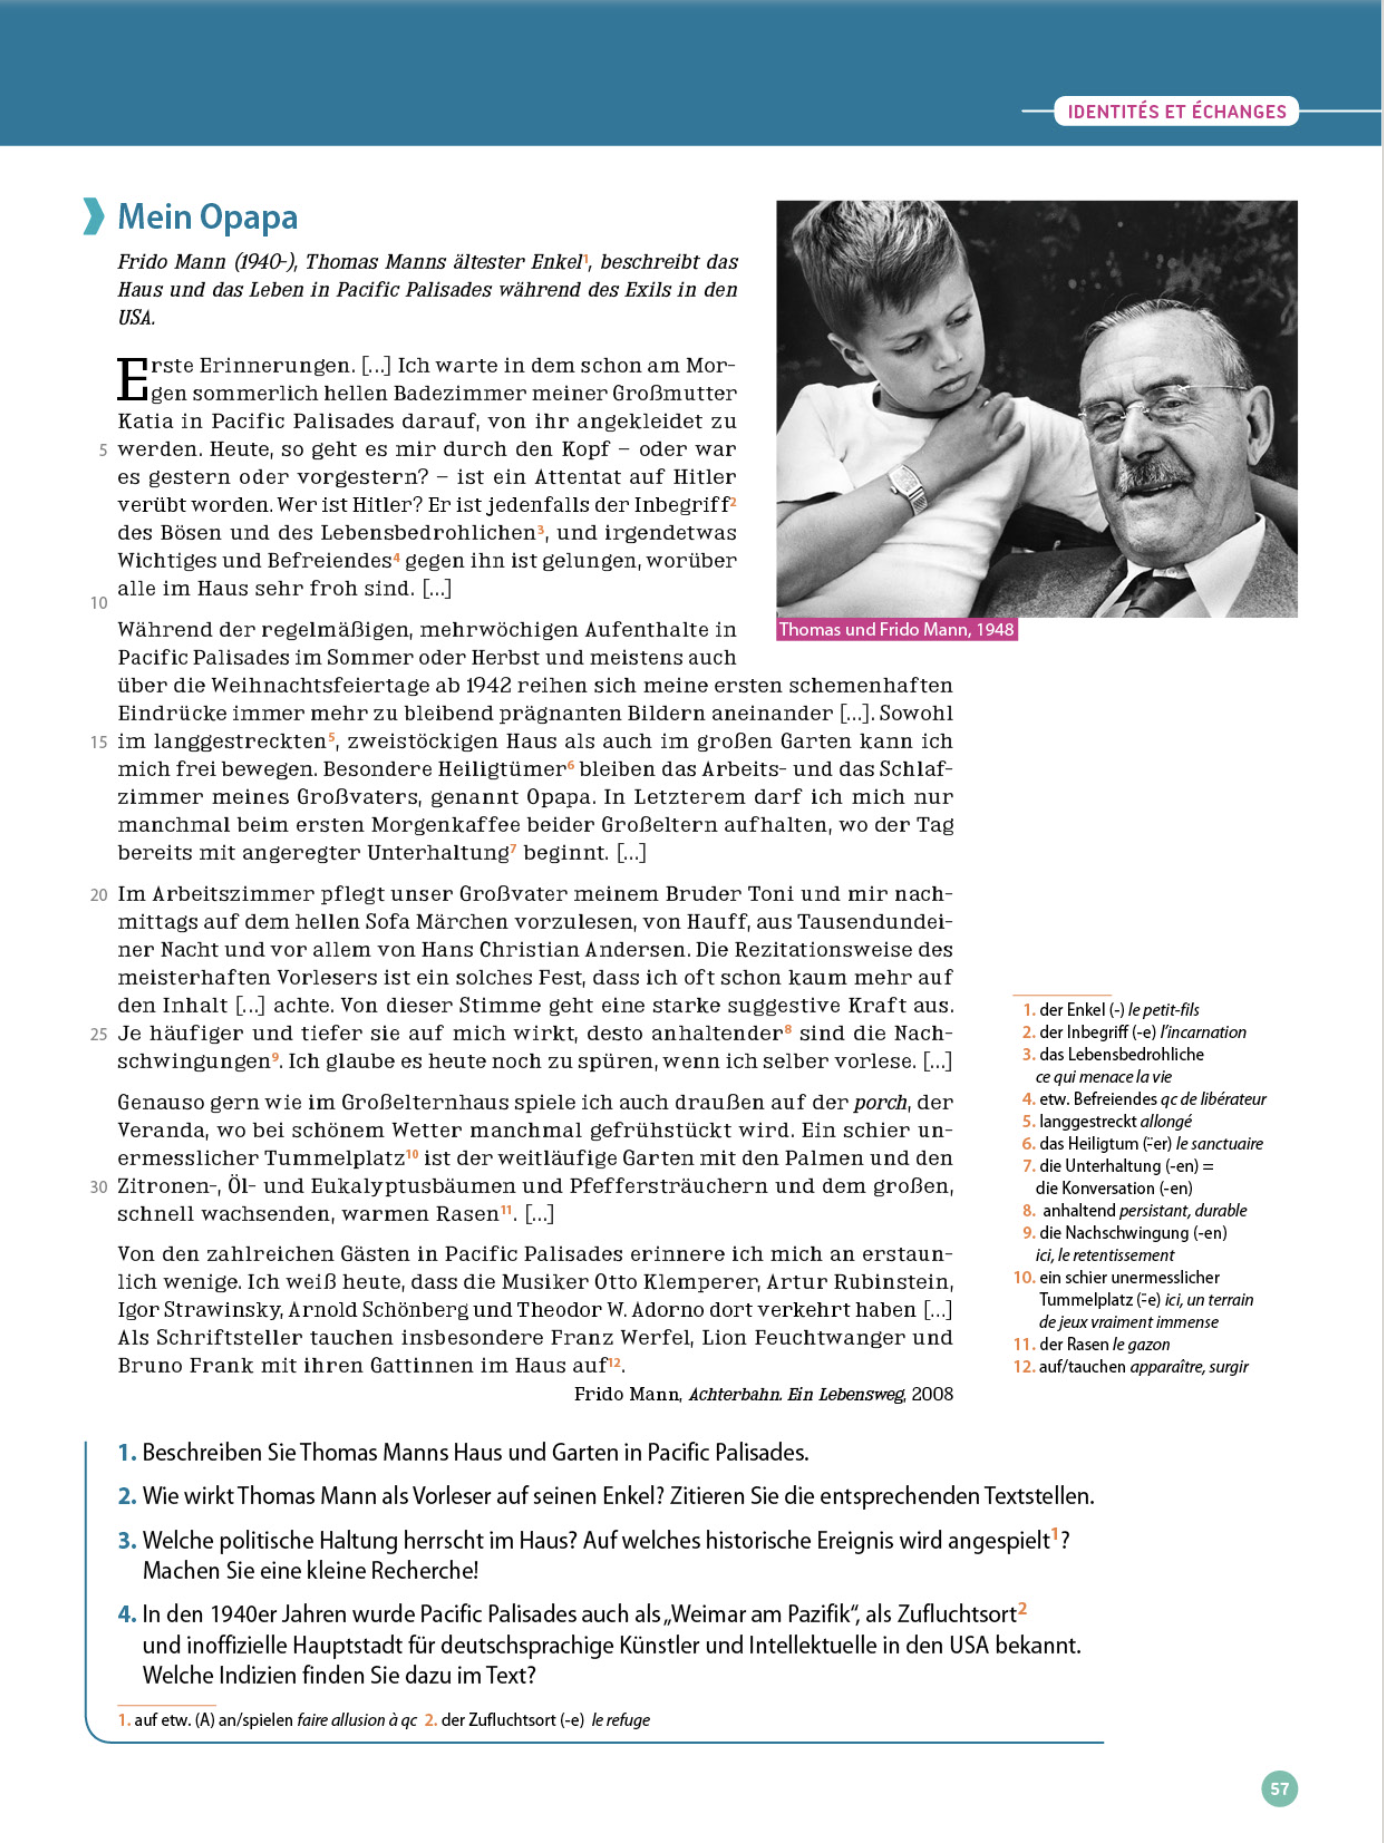 IDENTITÉS ET ÉCHANGES
Mein Opapa
Frido Mann (1940-), Thomas Manns ältester Enkel¹, beschreibt das
Haus und das Leben in Pacific Palisades während des Exils in den
USA.
Erste Erinnerungen. [...] Ich warte in dem schon am Mor-
gen sommerlich hellen Badezimmer meiner Großmutter
Katia in Pacific Palisades darauf, von ihr angekleidet zu
5 werden. Heute, so geht es mir durch den Kopf – oder war
es gestern oder vorgestern? – ist ein Attentat auf Hitler
verübt worden. Wer ist Hitler? Er ist jedenfalls der Inbegriff²
des Bösen und des Lebensbedrohlichen³, und irgendetwas
Wichtiges und Befreiendes⁴ gegen ihn ist gelungen, worüber
alle im Haus sehr froh sind. [...]
10
Während der regelmäßigen, mehrwöchigen Aufenthalte in
Pacific Palisades im Sommer oder Herbst und meistens auch
über die Weihnachtsfeiertage ab 1942 reihen sich meine ersten schemenhaften
Eindrücke immer mehr zu bleibend prägnanten Bildern aneinander [...]. Sowohl
15 im langgestreckten⁵, zweistöckigen Haus als auch im großen Garten kann ich
mich frei bewegen. Besondere Heiligtümer⁶ bleiben das Arbeits- und das Schlaf-
zimmer meines Großvaters, genannt Opapa. In Letzterem darf ich mich nur
manchmal beim ersten Morgenkaffee beider Großeltern aufhalten, wo der Tag
bereits mit angeregter Unterhaltung⁷ beginnt. [...]
20 Im Arbeitszimmer pflegt unser Großvater meinem Bruder Toni und mir nach-
mittags auf dem hellen Sofa Märchen vorzulesen, von Hauff, aus Tausendundei-
ner Nacht und vor allem von Hans Christian Andersen. Die Rezitationsweise des
meisterhaften Vorlesers ist ein solches Fest, dass ich oft schon kaum mehr auf
den Inhalt [...] achte. Von dieser Stimme geht eine starke suggestive Kraft aus.
25 Je häufiger und tiefer sie auf mich wirkt, desto anhaltender⁸ sind die Nach-
schwingungen⁹. Ich glaube es heute noch zu spüren, wenn ich selber vorlese. [...]
Genauso gern wie im Großelternhaus spiele ich auch draußen auf der porch, der
Veranda, wo bei schönem Wetter manchmal gefrühstückt wird. Ein schier un-
ermesslicher Tummelplatz¹⁰ ist der weitläufige Garten mit den Palmen und den
30 Zitronen-, Öl- und Eukalyptusbäumen und Pfeffersträuchern und dem großen,
schnell wachsenden, warmen Rasen¹¹. [...]
Von den zahlreichen Gästen in Pacific Palisades erinnere ich mich an erstaun-
lich wenige. Ich weiß heute, dass die Musiker Otto Klemperer, Artur Rubinstein,
Igor Strawinsky, Arnold Schönberg und Theodor W. Adorno dort verkehrt haben [...]
Als Schriftsteller tauchen insbesondere Franz Werfel, Lion Feuchtwanger und
Bruno Frank mit ihren Gattinnen im Haus auf¹².
Frido Mann, Achterbahn. Ein Lebensweg, 2008
Thomas und Frido Mann, 1948
1. der Enkel (-) le petit-fils
2. der Inbegriff (-e) l'incarnation
3. das Lebensbedrohliche
ce qui menace la vie
4. etw. Befreiendes qc de libérateur
5. langgestreckt allongé
6. das Heiligtum (¨-er) le sanctuaire
7. die Unterhaltung (-en) =
die Konversation (-en)
8. anhaltend persistant, durable
9. die Nachschwingung (-en)
ici, le retentissement
10. ein schier unermesslicher
Tummelplatz (¨-e) ici, un terrain
de jeux vraiment immense
11. der Rasen le gazon
12. auf/tauchen apparaître, surgir
1. Beschreiben Sie Thomas Manns Haus und Garten in Pacific Palisades.
2. Wie wirkt Thomas Mann als Vorleser auf seinen Enkel? Zitieren Sie die entsprechenden Textstellen.
3. Welche politische Haltung herrscht im Haus? Auf welches historische Ereignis wird angespielt¹?
Machen Sie eine kleine Recherche!
4. In den 1940er Jahren wurde Pacific Palisades auch als „Weimar am Pazifik“, als Zufluchtsort²
und inoffizielle Hauptstadt für deutschsprachige Künstler und Intellektuelle in den USA bekannt.
Welche Indizien finden Sie dazu im Text?
1. auf etw. (A) an/spielen faire allusion à qc 2. der Zufluchtsort (-e) le refuge
57